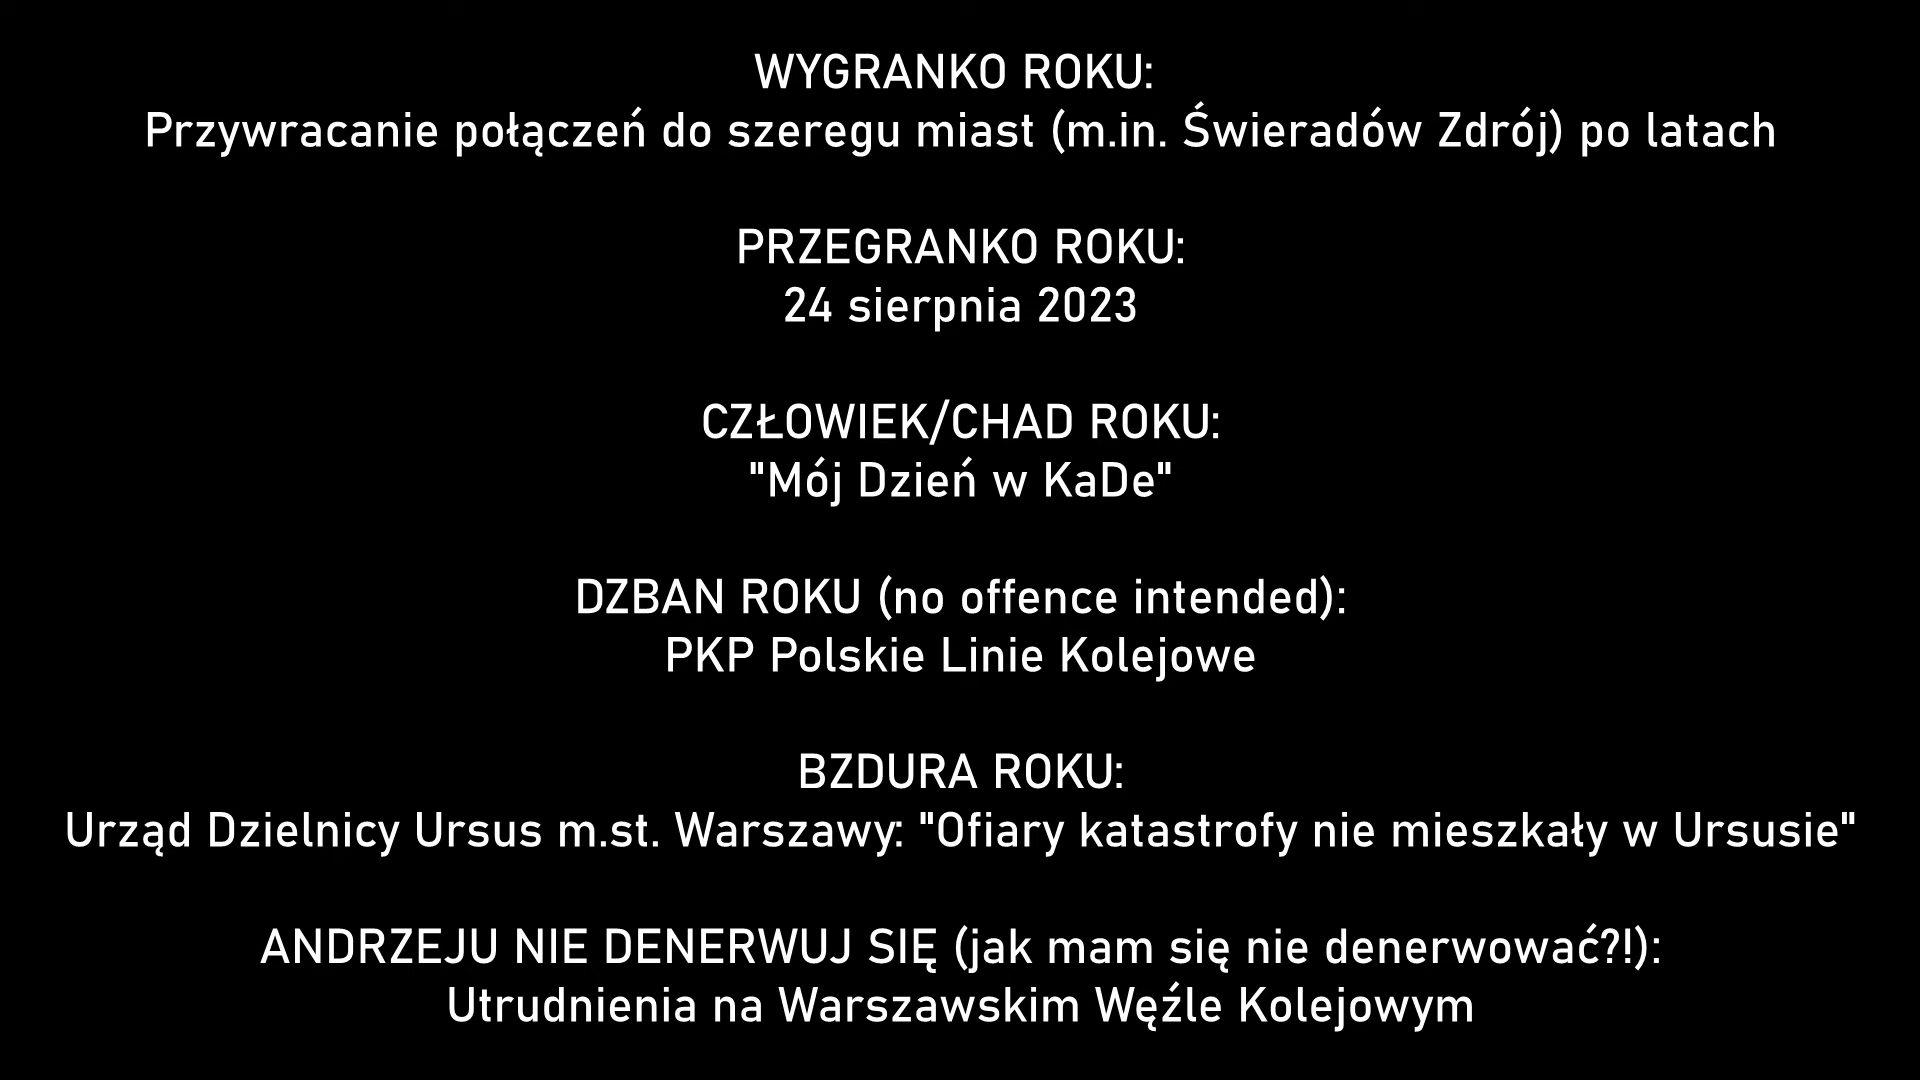 WYGRANKO ROKU:
Przywracanie połączeń do szeregu miast (m.in. Świeradów Zdrój) po latach
PRZEGRANKO ROKU:
24 sierpnia 2023
CZŁOWIEK/CHAD ROKU:
"Mój Dzień w KaDe"
DZBAN ROKU (no offence intended):
PKP Polskie Linie Kolejowe
BZDURA ROKU:
Urząd Dzielnicy Ursus m.st. Warszawy: "Ofiary katastrofy nie mieszkały w Ursusie"
ANDRZEJU NIE DENERWUJ SIĘ (jak mam się nie denerwować?!):
Utrudnienia na Warszawskim Węźle Kolejowym